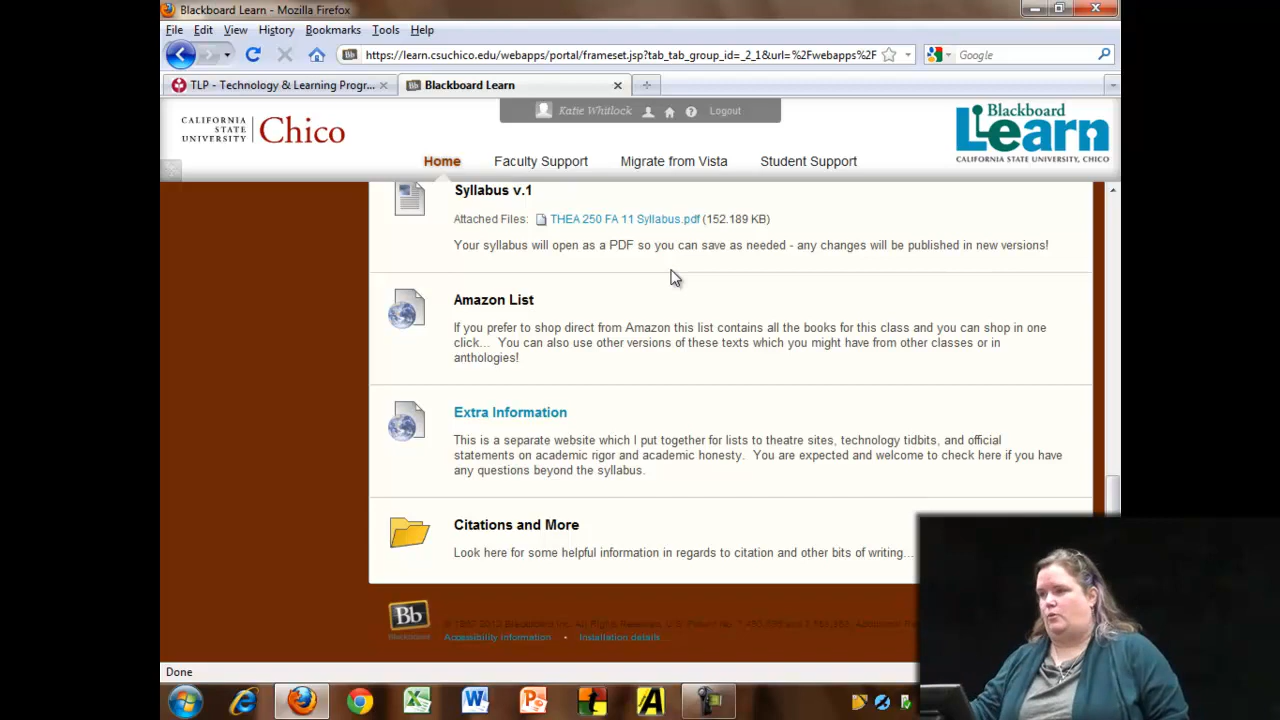 Blackboard Learn - Mozilla Firefox
File Edit View History Bookmarks Tools Help
https://learn.csuchico.edu/webapps/portal/frameset.jsp?tab_tab_group_id=_2_1&url=%2Fwebapps%2F
Google
TLP - Technology & Learning Progr...
Blackboard Learn
Katie Whitlock
Logout
CALIFORNIA
STATE
UNIVERSITY
Chico
Blackboard
Learn
CALIFORNIA STATE UNIVERSITY, CHICO
Home
Faculty Support
Migrate from Vista
Student Support
Syllabus v.1
Attached Files: THEA 250 FA 11 Syllabus.pdf (152.189 KB)
Your syllabus will open as a PDF so you can save as needed - any changes will be published in new versions!
Amazon List
If you prefer to shop direct from Amazon this list contains all the books for this class and you can shop in one
click... You can also use other versions of these texts which you might have from other classes or in
anthologies!
Extra Information
This is a separate website which I put together for lists to theatre sites, technology tidbits, and official
statements on academic rigor and academic honesty. You are expected and welcome to check here if you have
any questions beyond the syllabus.
Citations and More
Look here for some helpful information in regards to citation and other bits of writing...
Bb
Blackboard
Blackboard Inc. All Rights Reserved. U.S. Patent No.
Accessibility information • Installation details
Done